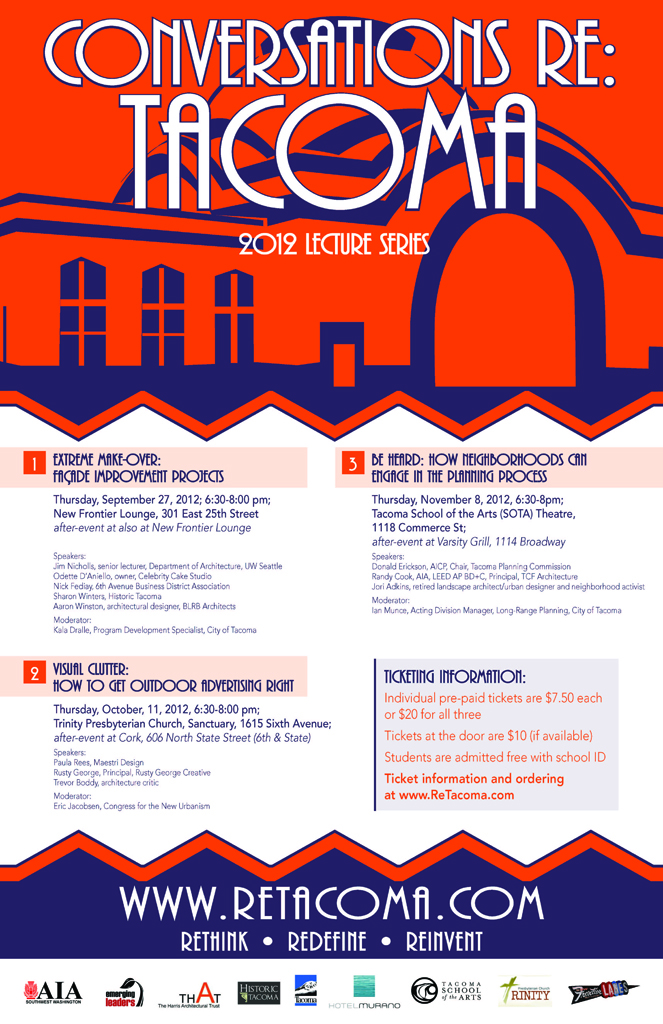 CONVERSATIONS RE:
TACOMA
2012 LECTURE SERIES
1
EXTREME MAKE-OVER:
FAÇADE IMPROVEMENT PROJECTS
Thursday, September 27, 2012; 6:30-8:00 pm;
New Frontier Lounge, 301 East 25th Street
after-event at also at New Frontier Lounge
Speakers:
Jim Nicholls, senior lecturer, Department of Architecture, UW Seattle
Odette D'Aniello, owner, Celebrity Cake Studio
Nick Fediay, 6th Avenue Business District Association
Sharon Winters, Historic Tacoma
Aaron Winston, architectural designer, BLRB Architects
Moderator:
Kala Dralle, Program Development Specialist, City of Tacoma
2
VISUAL CLUTTER:
HOW TO GET OUTDOOR ADVERTISING RIGHT
Thursday, October, 11, 2012, 6:30-8:00 pm;
Trinity Presbyterian Church, Sanctuary, 1615 Sixth Avenue;
after-event at Cork, 606 North State Street (6th & State)
Speakers:
Paula Rees, Maestri Design
Rusty George, Principal, Rusty George Creative
Trevor Boddy, architecture critic
Moderator:
Eric Jacobsen, Congress for the New Urbanism
3
BE HEARD: HOW NEIGHBORHOODS CAN
ENGAGE IN THE PLANNING PROCESS
Thursday, November 8, 2012, 6:30-8pm;
Tacoma School of the Arts (SOTA) Theatre,
1118 Commerce St;
after-event at Varsity Grill, 1114 Broadway
Speakers:
Donald Erickson, AICP, Chair, Tacoma Planning Commission
Randy Cook, AIA, LEED AP BD+C, Principal, TCF Architecture
Jori Adkins, retired landscape architect/urban designer and neighborhood activist
Moderator:
Ian Munce, Acting Division Manager, Long-Range Planning, City of Tacoma
TICKETING INFORMATION:
Individual pre-paid tickets are $7.50 each
or $20 for all three
Tickets at the door are $10 (if available)
Students are admitted free with school ID
Ticket information and ordering
at www.ReTacoma.com
WWW.RETACOMA.COM
RETHINK • REDEFINE • REINVENT
AIA
SOUTHWEST WASHINGTON
emerging
leaders
THAT
The Harris Architectural Trust
HISTORIC
TACOMA
Tacoma
HOTEL MURANO
TACOMA
SCHOOL
of the ARTS
Presbyterian Church
TRINITY
LANES